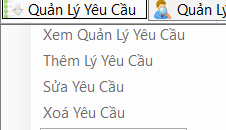 Quản Lý Yêu Cầu Quản Lý
Xem Quản Lý Yêu Cầu
Thêm Lý Yêu Cầu
Sửa Yêu Cầu
Xoá Yêu Cầu